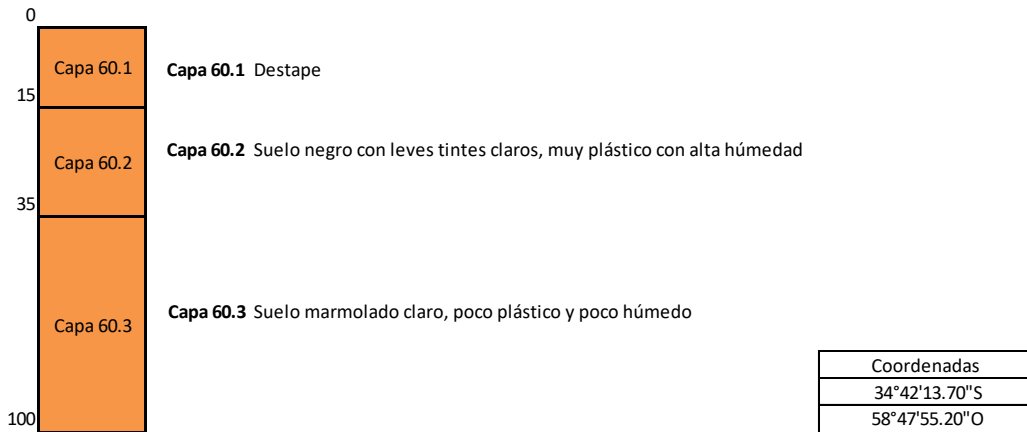 0
Capa 60.1
Capa 60.1 Destape
15
Capa 60.2
Capa 60.2 Suelo negro con leves tintes claros, muy plástico con alta húmedad
35
Capa 60.3
Capa 60.3 Suelo marmolado claro, poco plástico y poco húmedo
100
Coordenadas
34°42'13.70"S
58°47'55.20"O